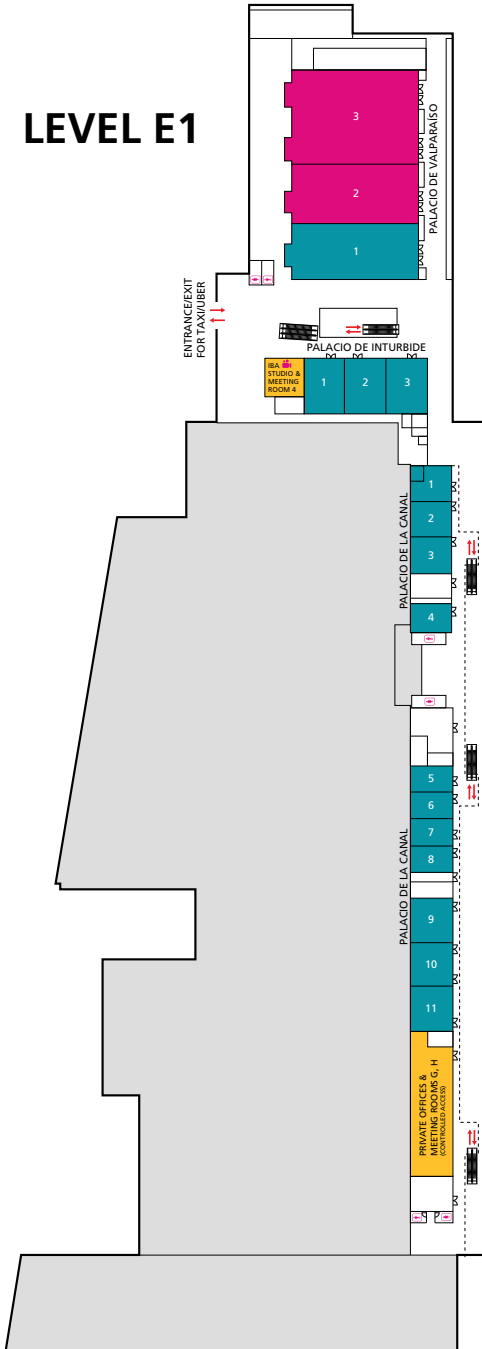 LEVEL E1
3
2
1
PALACIO DE VALPARAÍSO
ENTRANCE/EXIT
FOR TAXI/UBER
PALACIO DE INTURBIDE
IBA
STUDIO &
MEETING
ROOM 4
1
2
3
1
2
3
4
PALACIO DE LA CANAL
5
6
7
8
9
10
11
PALACIO DE LA CANAL
PRIVATE OFFICES &
MEETING ROOMS G, H
(CONTROLLED ACCESS)